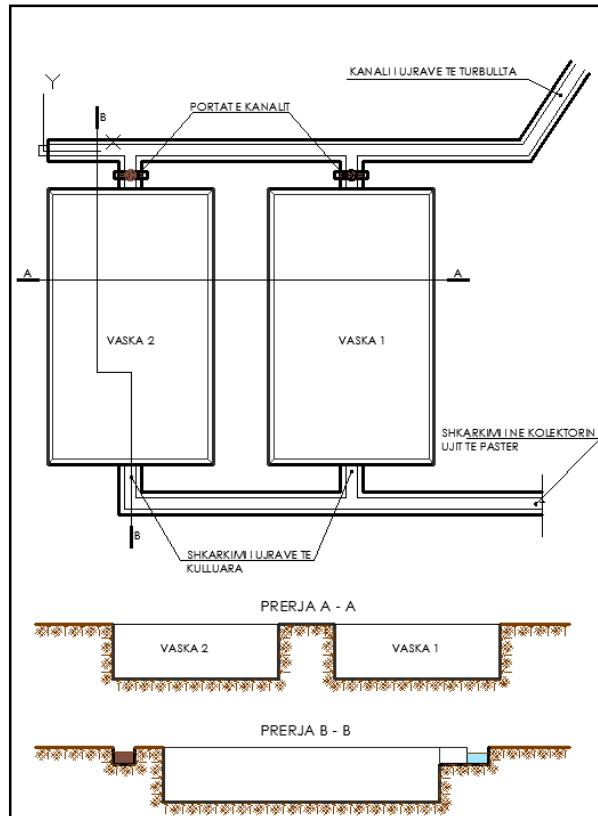 KANALI I UJRAVE TE TURBULLTA
Y
B
PORTAT E KANALIT
X
A
A
VASKA 2
VASKA 1
SHKARKIMI I NE KOLEKTORIN
UJIT TE PASTER
B
SHKARKIMI I UJRAVE TE
KULLUARA
PRERJA A - A
VASKA 2
VASKA 1
PRERJA B - B